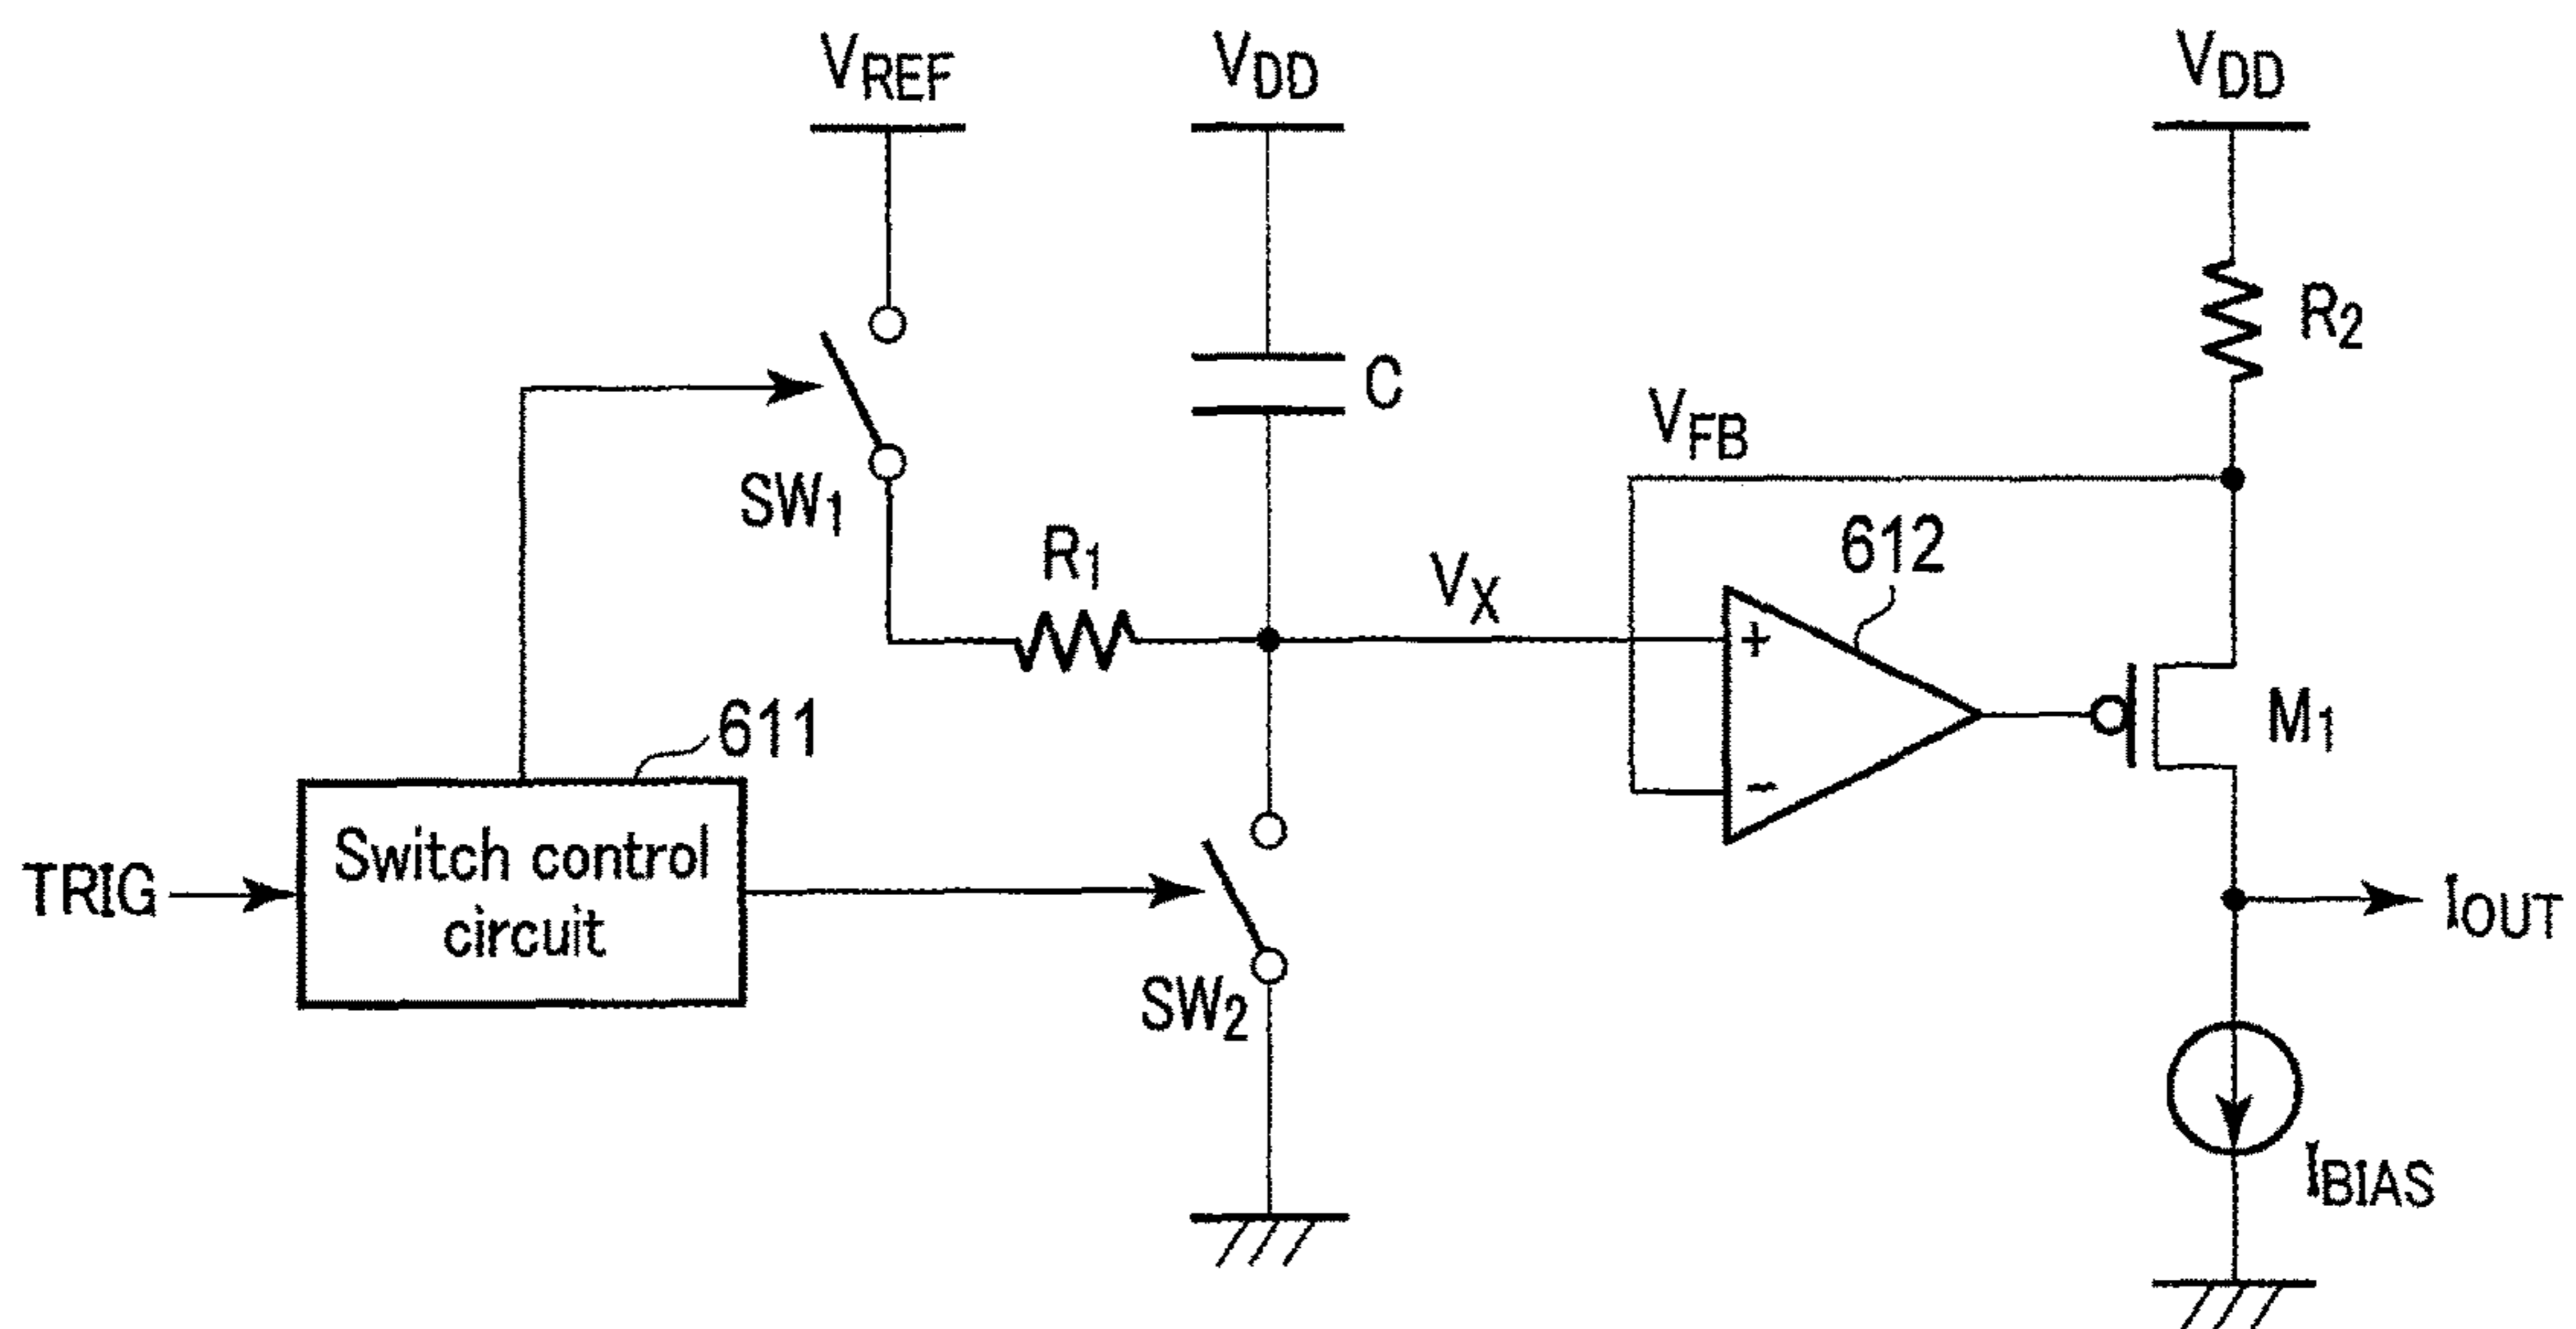 VREF
VDD
VDD
R2
C
VFB
SW1
R1
VX
612
M1
611
Switch control
circuit
TRIG
IOUT
SW2
IBIAS
+
-